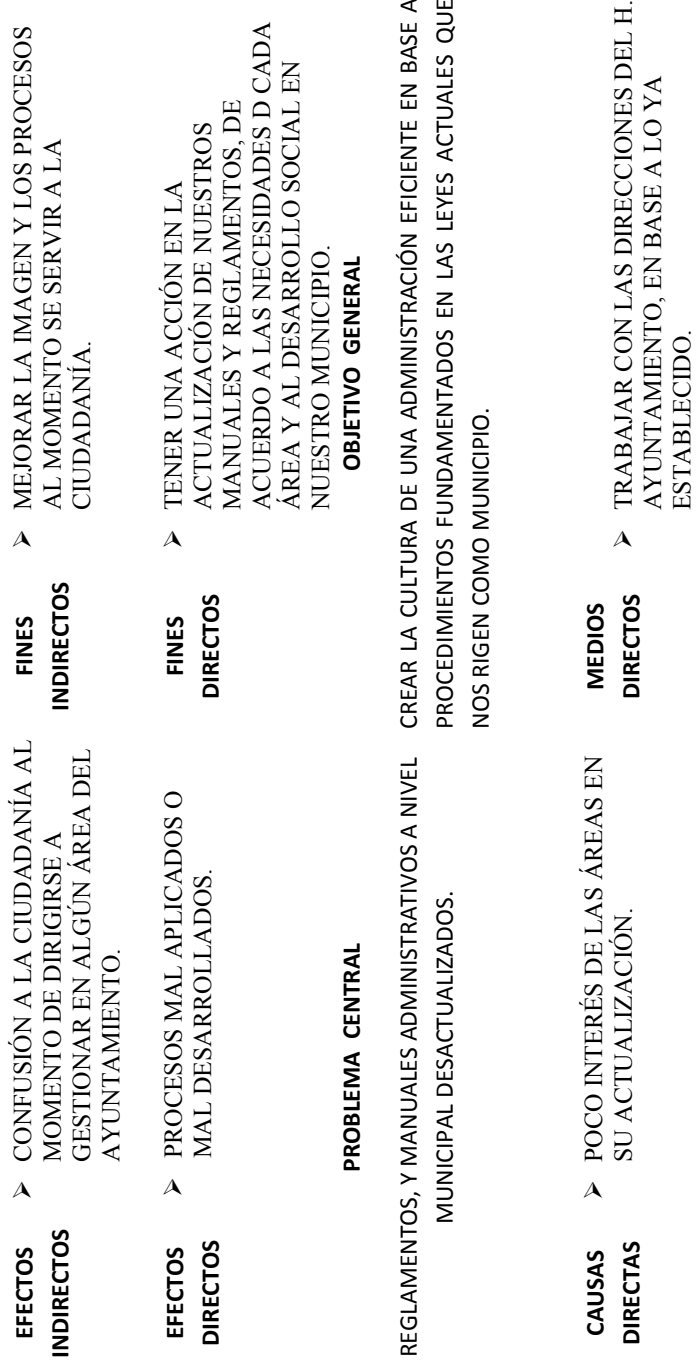 EFECTOS
INDIRECTOS
➢ CONFUSIÓN A LA CIUDADANÍA AL
MOMENTO DE DIRIGIRSE A
GESTIONAR EN ALGÚN ÁREA DEL
AYUNTAMIENTO.
FINES
INDIRECTOS
➢ MEJORAR LA IMAGEN Y LOS PROCESOS
AL MOMENTO SE SERVIR A LA
CIUDADANÍA.
EFECTOS
DIRECTOS
➢ PROCESOS MAL APLICADOS O
MAL DESARROLLADOS.
FINES
DIRECTOS
➢ TENER UNA ACCIÓN EN LA
ACTUALIZACIÓN DE NUESTROS
MANUALES Y REGLAMENTOS, DE
ACUERDO A LAS NECESIDADES D CADA
ÁREA Y AL DESARROLLO SOCIAL EN
NUESTRO MUNICIPIO.
PROBLEMA CENTRAL
REGLAMENTOS, Y MANUALES ADMINISTRATIVOS A NIVEL
MUNICIPAL DESACTUALIZADOS.
OBJETIVO GENERAL
CREAR LA CULTURA DE UNA ADMINISTRACIÓN EFICIENTE EN BASE A
PROCEDIMIENTOS FUNDAMENTADOS EN LAS LEYES ACTUALES QUE
NOS RIGEN COMO MUNICIPIO.
CAUSAS
DIRECTAS
➢ POCO INTERÉS DE LAS ÁREAS EN
SU ACTUALIZACIÓN.
MEDIOS
DIRECTOS
➢ TRABAJAR CON LAS DIRECCIONES DEL H.
AYUNTAMIENTO, EN BASE A LO YA
ESTABLECIDO.